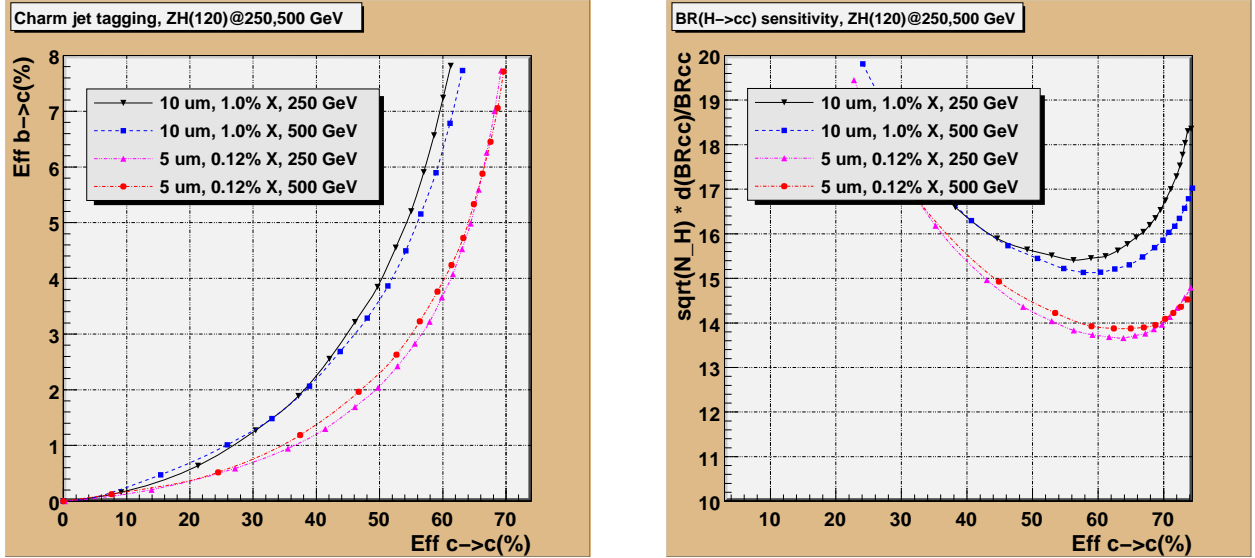 Charm jet tagging, ZH(120)@250,500 GeV
Eff b->c(%)
8
7
6
5
4
3
2
1
0
10 um, 1.0% X, 250 GeV
10 um, 1.0% X, 500 GeV
5 um, 0.12% X, 250 GeV
5 um, 0.12% X, 500 GeV
0 10 20 30 40 50 60 70
Eff c->c(%)
BR(H->cc) sensitivity, ZH(120)@250,500 GeV
sqrt(N_H) * d(BRcc)/BRcc
20
19
18
17
16
15
14
13
12
11
10
10 um, 1.0% X, 250 GeV
10 um, 1.0% X, 500 GeV
5 um, 0.12% X, 250 GeV
5 um, 0.12% X, 500 GeV
10 20 30 40 50 60 70
Eff c->c(%)